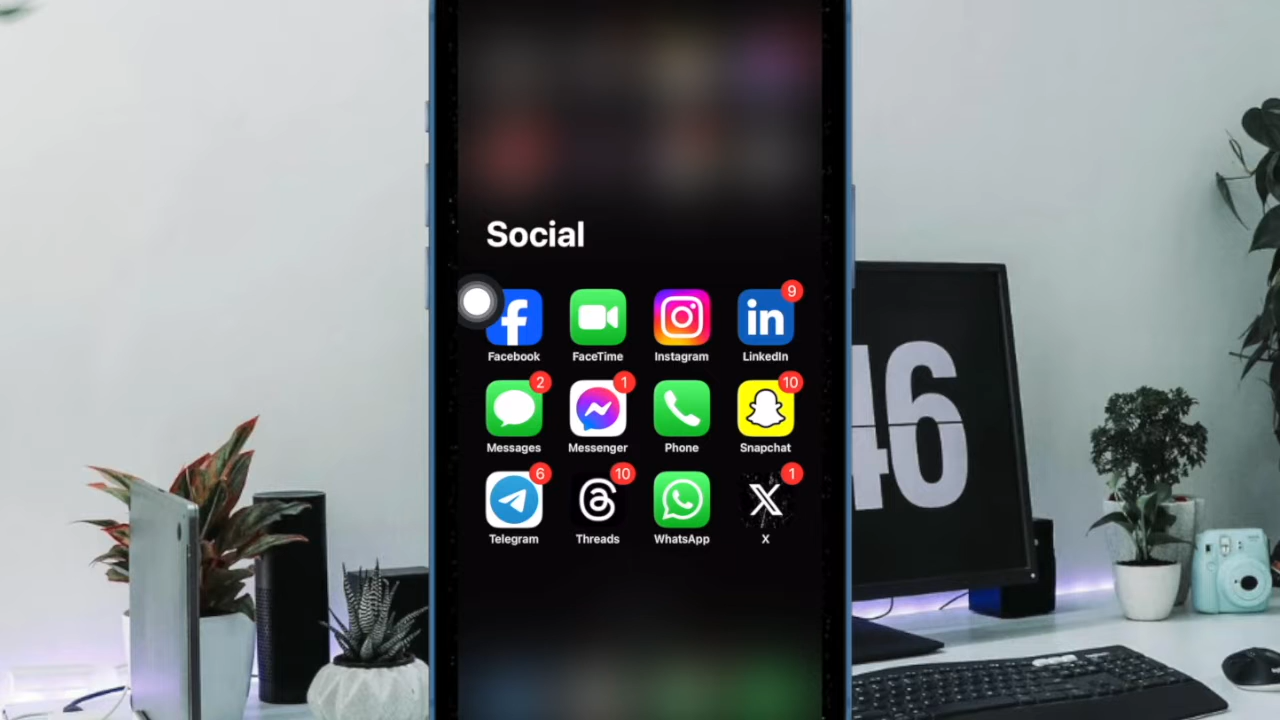 Social
9
Facebook FaceTime Instagram LinkedIn
2 1 10
Messages Messenger Phone Snapchat
6 10 1
Telegram Threads WhatsApp X
46